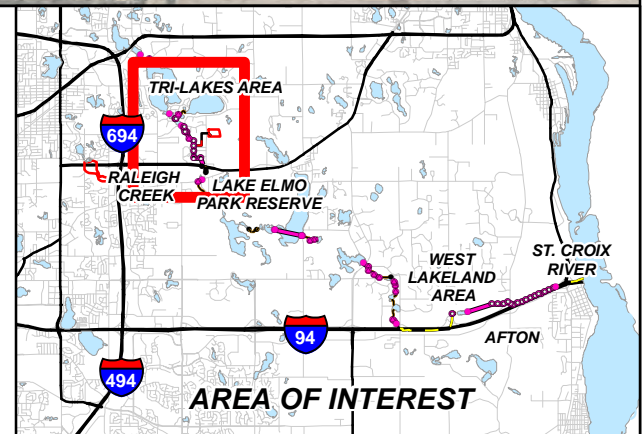 TRI-LAKES AREA
694
RALEIGH
CREEK
LAKE ELMO
PARK RESERVE
WEST
LAKELAND
AREA
ST. CROIX
RIVER
94
AFTON
494
AREA OF INTEREST